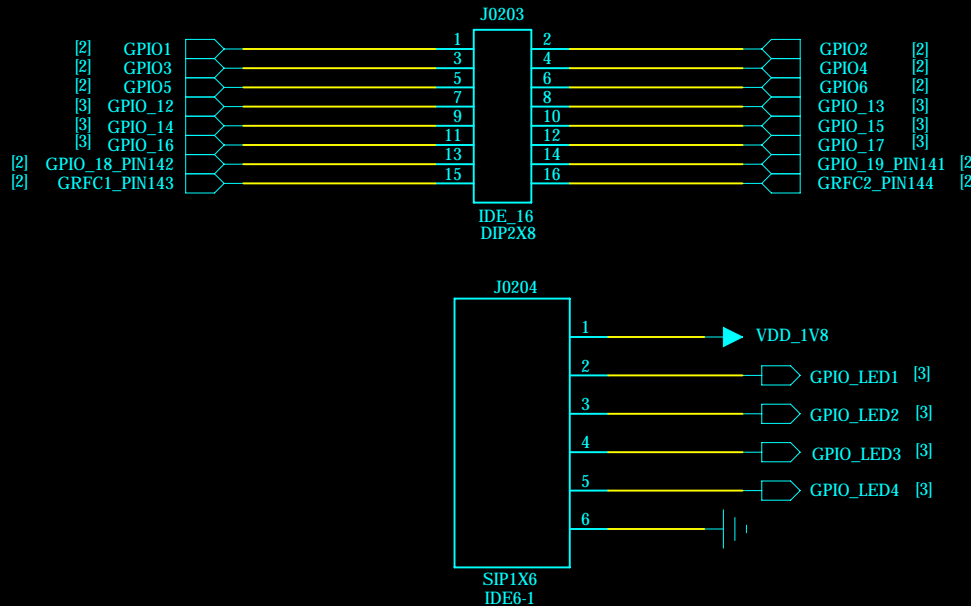 J0203
[2] GPIO1 1 2 GPIO2 [2]
[2] GPIO3 3 4 GPIO4 [2]
[2] GPIO5 5 6 GPIO6 [2]
[3] GPIO_12 7 8 GPIO_13 [3]
[3] GPIO_14 9 10 GPIO_15 [3]
[3] GPIO_16 11 12 GPIO_17 [3]
[2] GPIO_18_PIN142 13 14 GPIO_19_PIN141 [2
[2] GRFC1_PIN143 15 16 GRFC2_PIN144 [2
IDE_16
DIP2X8
J0204
1 VDD_1V8
2 GPIO_LED1 [3]
3 GPIO_LED2 [3]
4 GPIO_LED3 [3]
5 GPIO_LED4 [3]
6
SIP1X6
IDE6-1